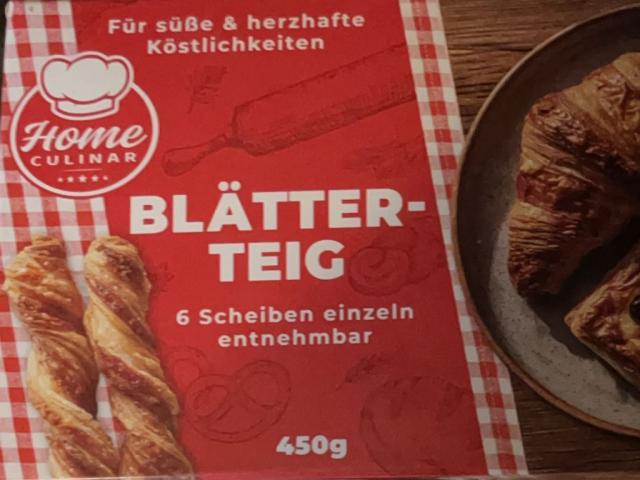 Für süße & herzhafte
Köstlichkeiten
Home
CULINAR
BLÄTTER-
TEIG
6 Scheiben einzeln
entnehmbar
450g